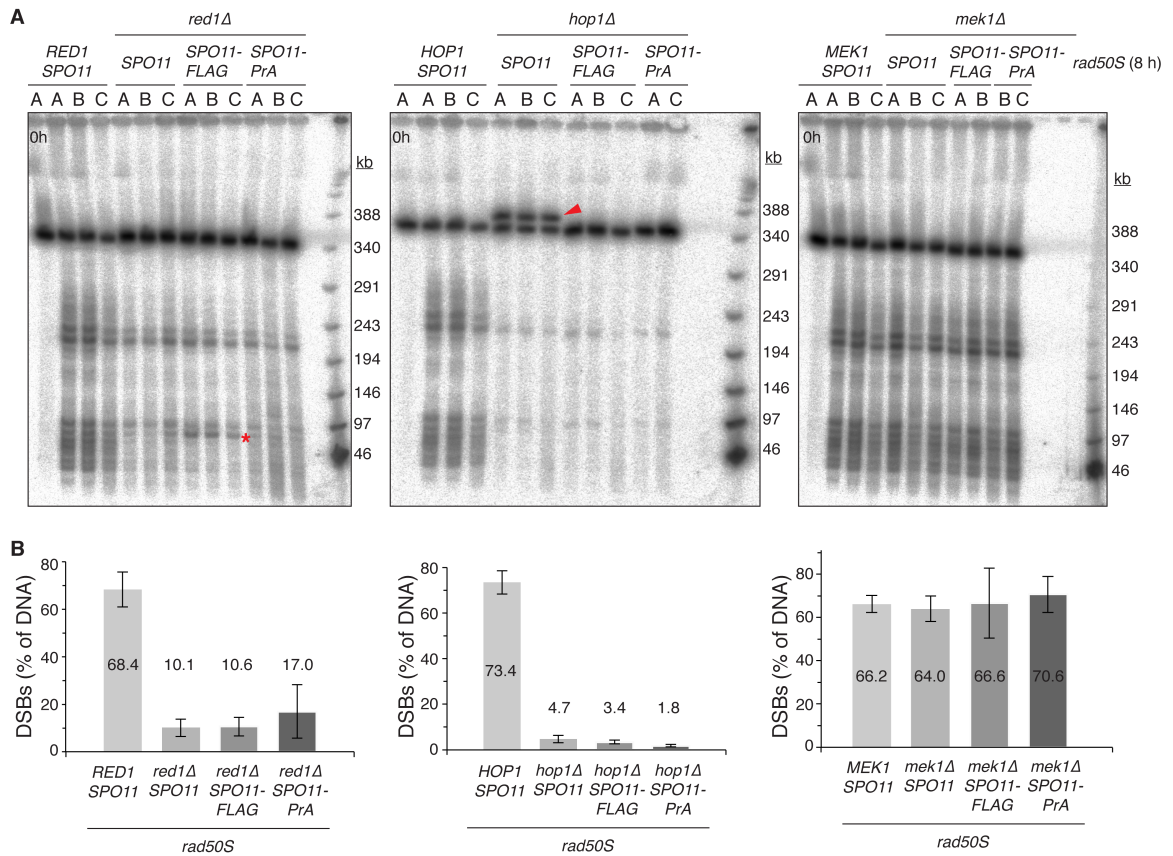 A
red1Δ
hop1Δ
mek1Δ
RED1 SPO11-  SPO11-
SPO11 SPO11 FLAG PrA
HOP1 SPO11- SPO11-
SPO11 SPO11 FLAG PrA
MEK1 SPO11- SPO11-
SPO11 SPO11 FLAG PrA
rad50S (8 h)
A A B C A B C A B C A B C
A A B C A B C A B C A C
A A B C A B C A B B C
0h
kb
388
340
291
243
194
146
97
46
*
0h
kb
388
340
291
243
194
146
97
46
0h
kb
388
340
291
243
194
146
97
46
B
DSBs (% of DNA)
80
60
40
20
0
68.4 10.1 10.6 17.0
RED1 red1Δ red1Δ red1Δ
SPO11 SPO11 SPO11- SPO11-
FLAG PrA
rad50S
DSBs (% of DNA)
80
60
40
20
0
73.4 4.7 3.4 1.8
HOP1 hop1Δ hop1Δ hop1Δ
SPO11 SPO11 SPO11- SPO11-
FLAG PrA
rad50S
DSBs (% of DNA)
80
60
40
20
0
66.2 64.0 66.6 70.6
MEK1 mek1Δ mek1Δ mek1Δ
SPO11 SPO11 SPO11- SPO11-
FLAG PrA
rad50S